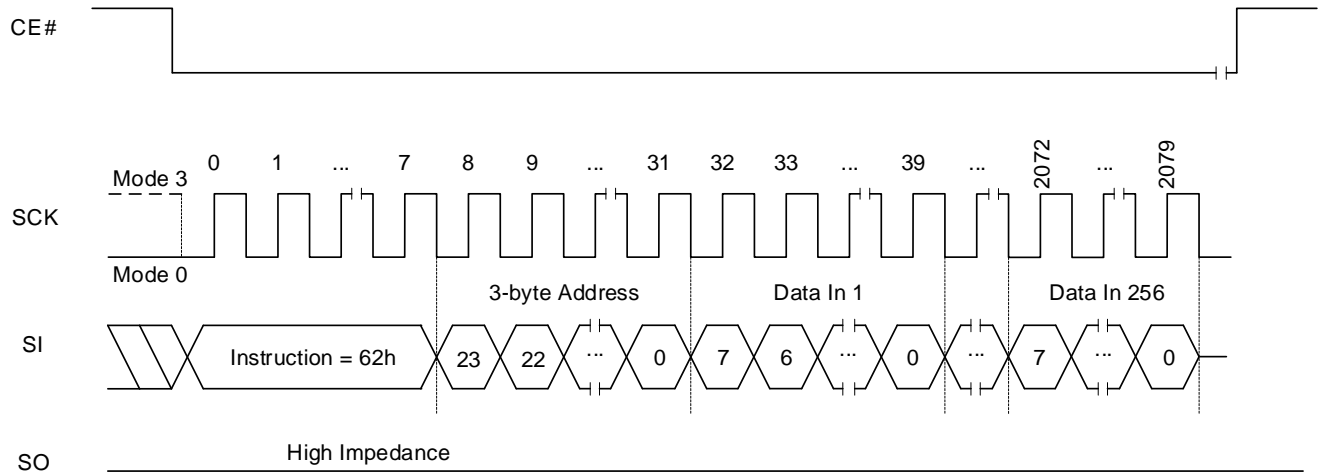 CE#
0 1 ... 7 8 9 ... 31 32 33 ... 39 ... 2072 ... 2079
Mode 3
SCK
Mode 0
3-byte Address Data In 1 Data In 256
SI
Instruction = 62h 23 22 ... 0 7 6 ... 0 ... 7 ... 0
High Impedance
SO